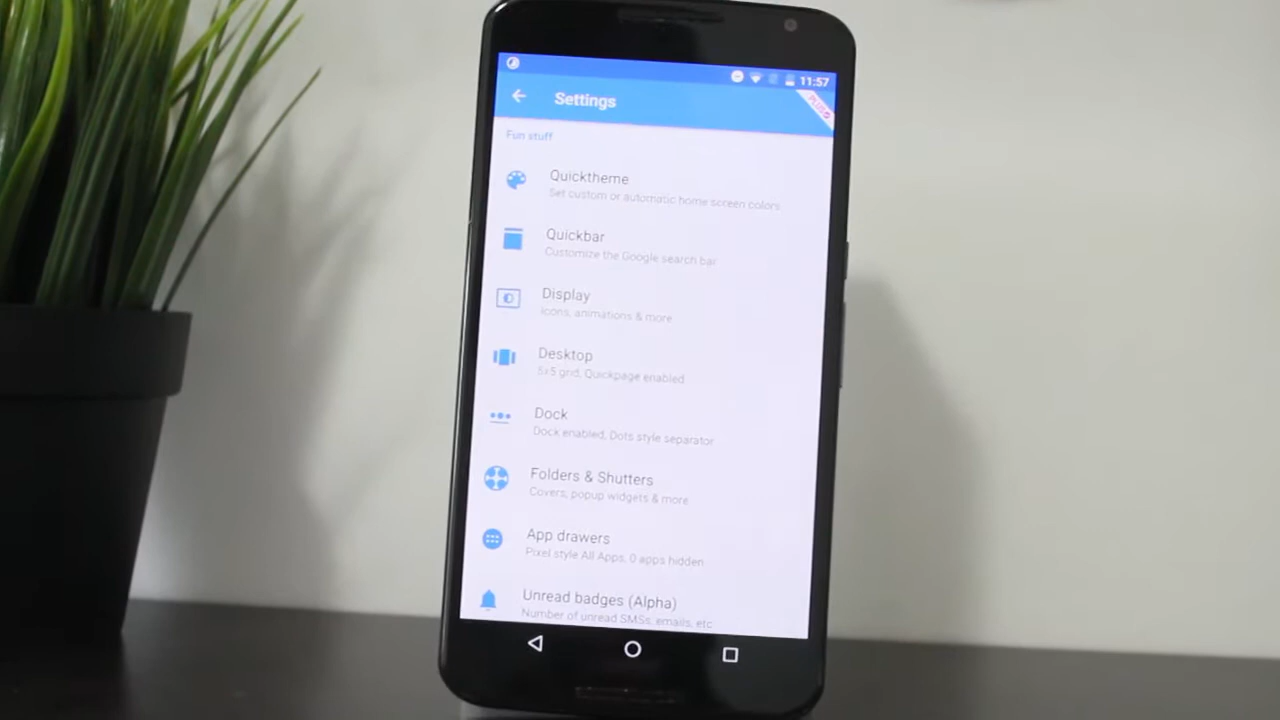 11:57
Settings
PLUS
Fun stuff
Quicktheme
Set custom or automatic home screen colors
Quickbar
Customize the Google search bar
Display
Icons, animations & more
Desktop
5x5 grid, Quickpage enabled
Dock
Dock enabled, Dots style separator
Folders & Shutters
Covers, popup widgets & more
App drawers
Pixel style All Apps, 0 apps hidden
Unread badges (Alpha)
Number of unread SMSs, emails, etc